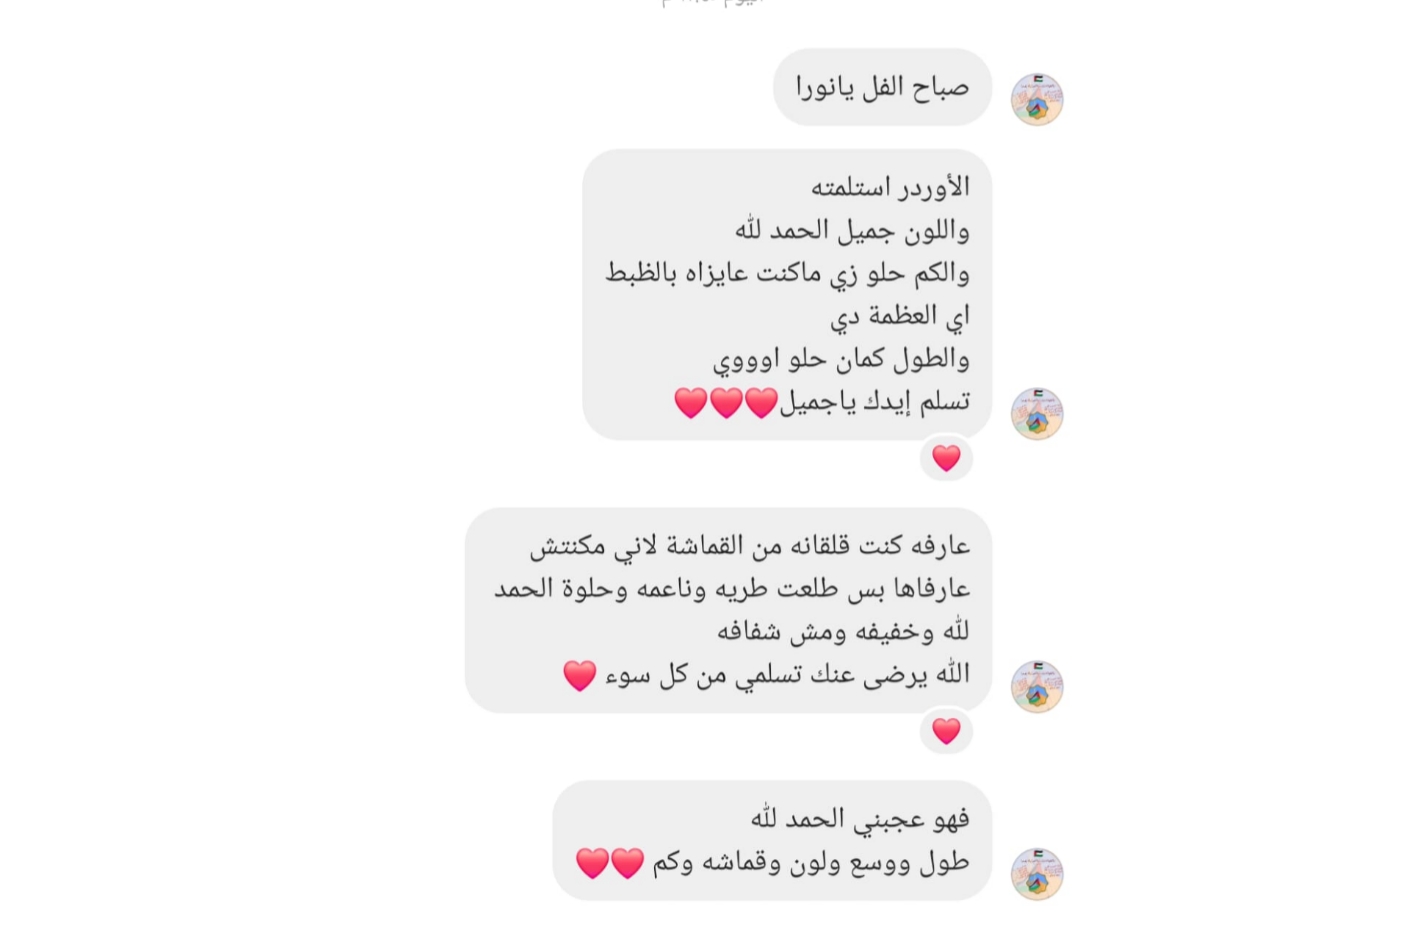 صباح الفل يانورا
الأوردر استلمته
واللون جميل الحمد لله
والكم حلو زي ماكنت عايزاه بالظبط
اي العظمة دي
والطول كمان حلو اوووي
تسلم إيدك ياجميل❤️❤️❤️
❤️
عارفه كنت قلقانه من القماشة لاني مكنتش
عارفاها بس طلعت طريه وناعمه وحلوة الحمد
لله وخفيفه ومش شفافه
الله يرضى عنك تسلمي من كل سوء ❤️
❤️
فهو عجبني الحمد لله
طول ووسع ولون وقماشه وكم ❤️❤️